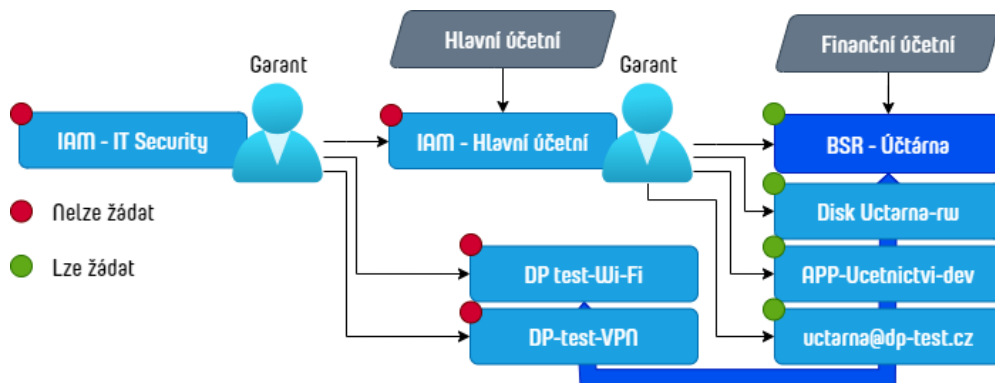 Hlavní účetní
Finanční účetní
Garant
Garant
IAM - IT Security
IAM - Hlavní účetní
BSR - Účtárna
Nelze žádat
Disk Uctarna-rw
Lze žádat
DP test-Wi-Fi
APP-Ucetnictvi-dev
DP-test-VPN
uctarna@dp-test.cz